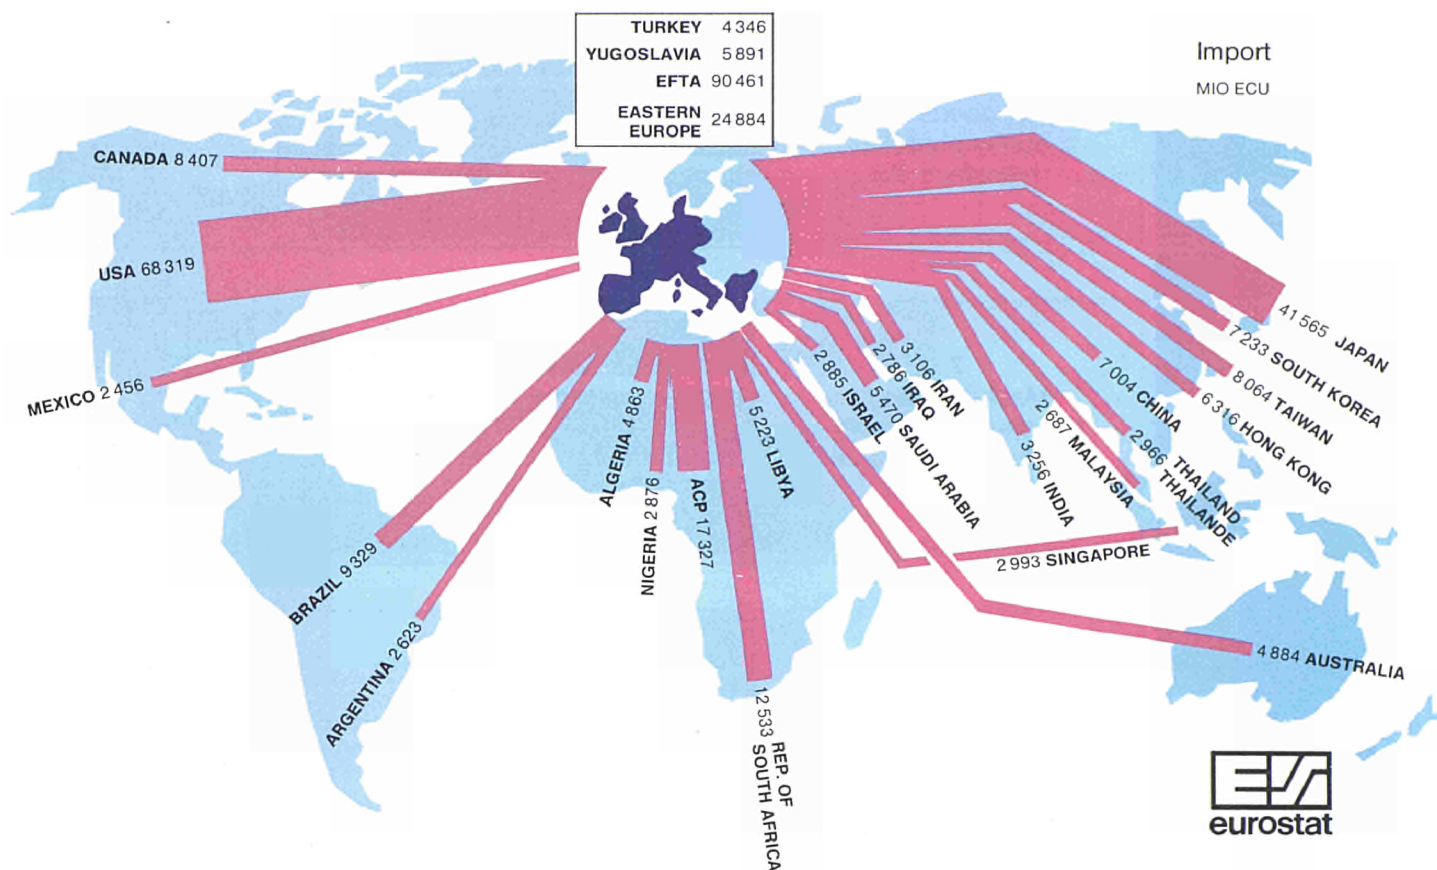 TURKEY 4 346
YUGOSLAVIA 5 891
EFTA 90 461
EASTERN
EUROPE 24 884
Import
MIO ECU
CANADA 8 407
USA 68 319
MEXICO 2 456
BRAZIL 9 329
ARGENTINA 2 623
ALGERIA 4 863
NIGERIA 2 876
ACP 17 327
12 533 REP. OF
SOUTH AFRICA
5 223 LIBYA
2 885 ISRAEL
5 470 SAUDI ARABIA
2 786 IRAQ
3 106 IRAN
3 256 INDIA
2 687 MALAYSIA
2 966 THAILAND
THAILANDE
7 004 CHINA
6 316 HONG KONG
8 064 TAIWAN
7 233 SOUTH KOREA
41 565 JAPAN
2 993 SINGAPORE
4 884 AUSTRALIA
eurostat